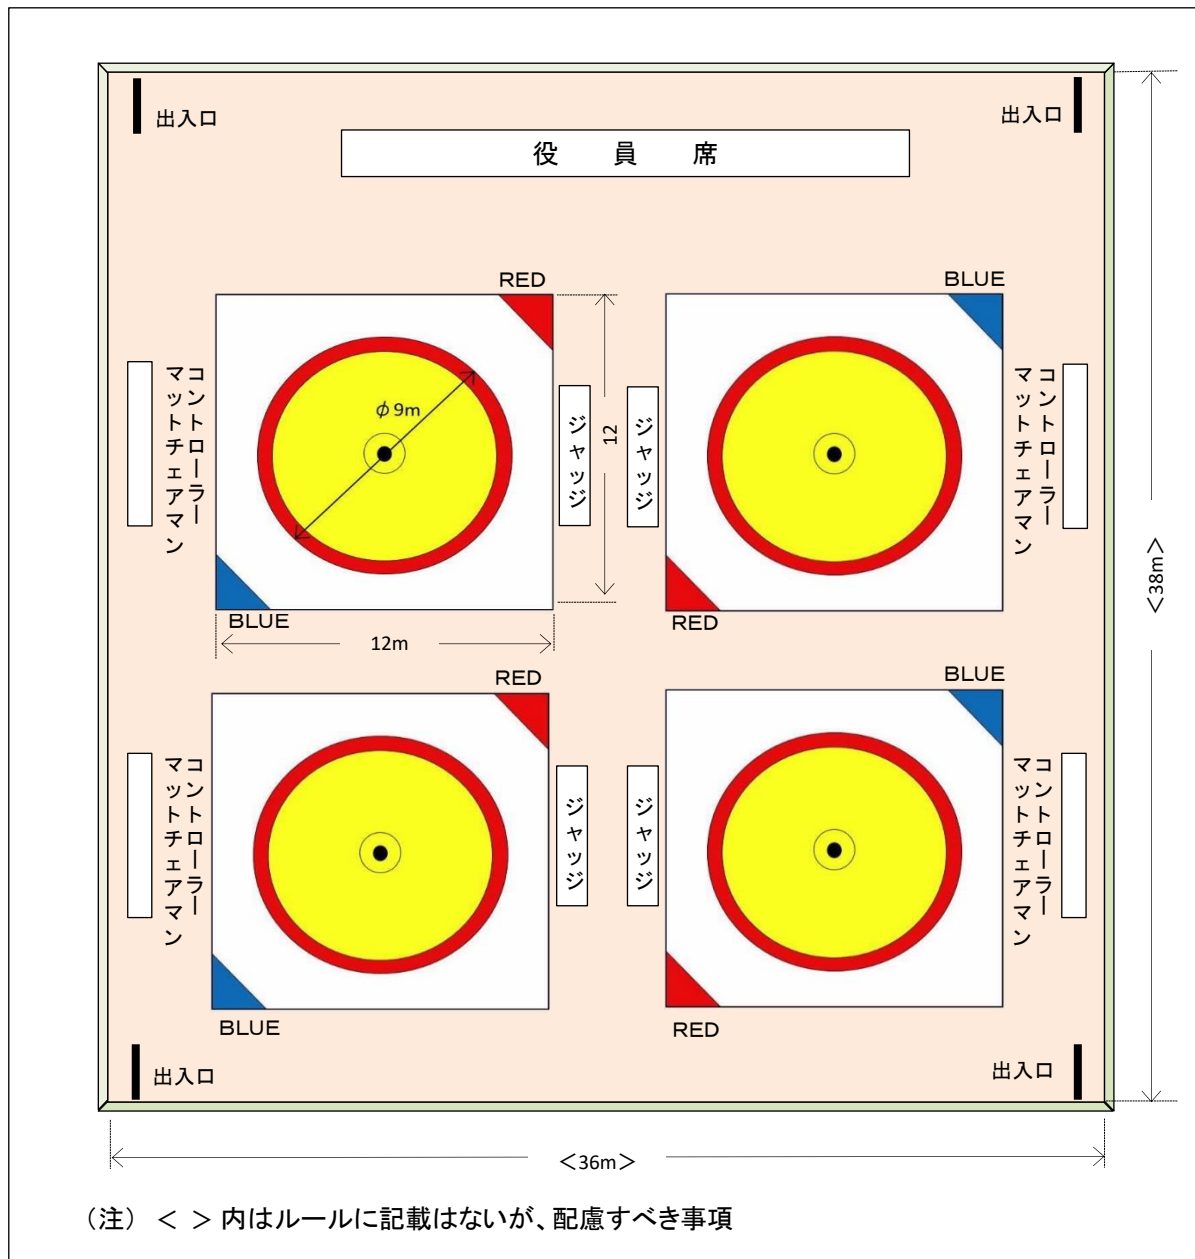 出入口
出入口
役 員 席
RED
BLUE
コントローラー
マットチェアマン
φ9m
ジャッジ
12
ジャッジ
コントローラー
マットチェアマン
BLUE
12m
RED
<38m>
RED
BLUE
コントローラー
マットチェアマン
ジャッジ
ジャッジ
コントローラー
マットチェアマン
BLUE
RED
出入口
出入口
<36m>
(注) < > 内はルールに記載はないが、配慮すべき事項